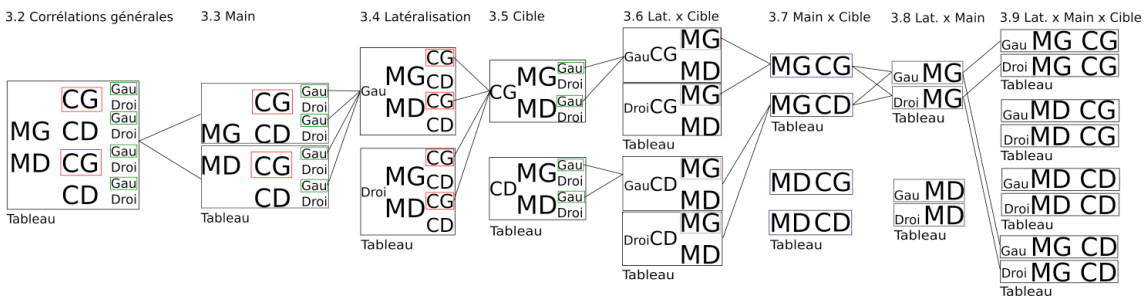 3.2 Corrélations générales
CG Gau
Droi
MG CD Gau
Droi
MD CG Gau
Droi
CD Gau
Droi
Tableau
3.3 Main
CG Gau
Droi
MG CD Gau
Droi
MD CG Gau
Droi
CD Gau
Droi
Tableau
3.4 Latéralisation
Gau MG CG
CD
MD CG
CD
Droi MG CG
CD
MD CG
CD
Tableau
3.5 Cible
CG MG Gau
Droi
MD Gau
Droi
Tableau
CD MG Gau
Droi
MD Gau
Droi
Tableau
3.6 Lat. x Cible
Gau CG MG
MD
Droi CG MG
MD
Tableau
Gau CD MG
MD
Droi CD MG
MD
Tableau
3.7 Main x Cible
MG CG
MG CD
Tableau
MD CG
MD CD
Tableau
3.8 Lat. x Main
Gau MG
Droi MG
Tableau
Gau MD
Droi MD
Tableau
3.9 Lat. x Main x Cible
Gau MG CG
Droi MG CG
Tableau
Gau MD CG
Droi MD CG
Tableau
Gau MD CD
Droi MD CD
Tableau
Gau MG CD
Droi MG CD
Tableau